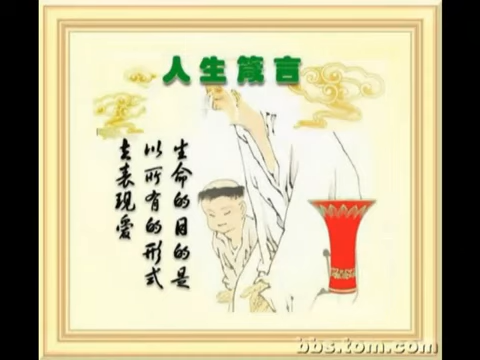 人生箴言
生命的目的是
以所有的形式
去表现爱
bbs.tom.com